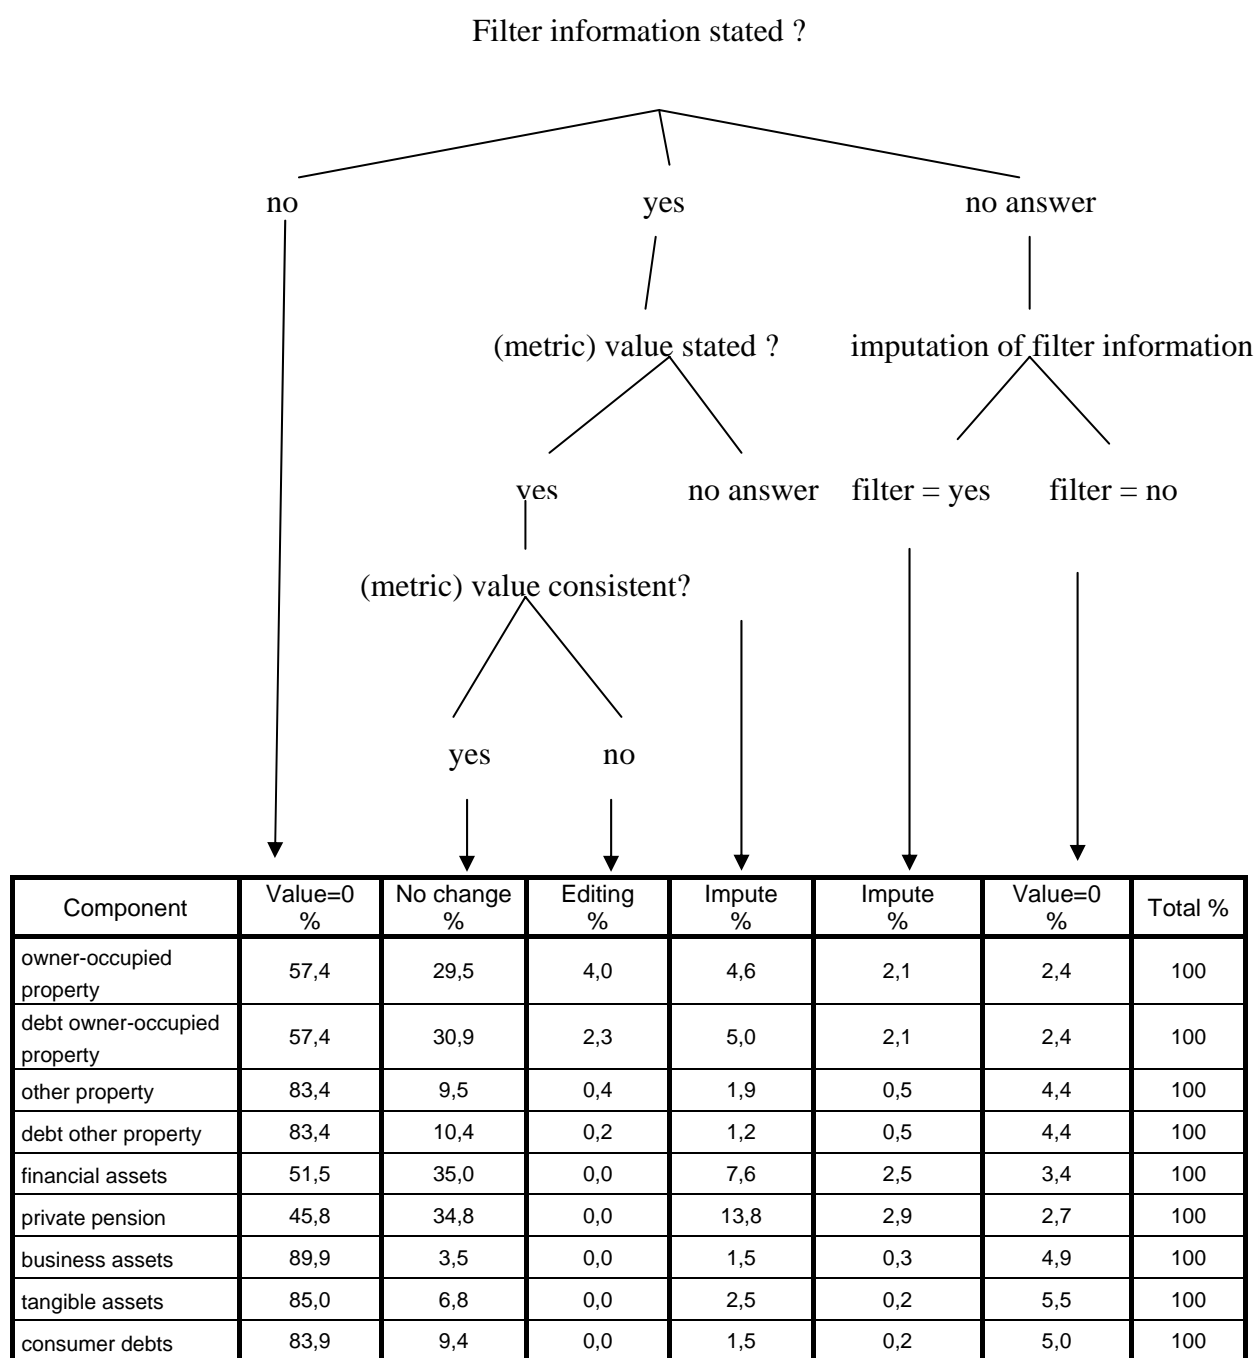 Filter information stated ?
no yes no answer
(metric) value stated ? imputation of filter information
yes no answer filter = yes filter = no
(metric) value consistent?
yes no
Component Value=0 % No change % Editing % Impute % Impute % Value=0 % Total %
owner-occupied property 57,4 29,5 4,0 4,6 2,1 2,4 100
debt owner-occupied property 57,4 30,9 2,3 5,0 2,1 2,4 100
other property 83,4 9,5 0,4 1,9 0,5 4,4 100
debt other property 83,4 10,4 0,2 1,2 0,5 4,4 100
financial assets 51,5 35,0 0,0 7,6 2,5 3,4 100
private pension 45,8 34,8 0,0 13,8 2,9 2,7 100
business assets 89,9 3,5 0,0 1,5 0,3 4,9 100
tangible assets 85,0 6,8 0,0 2,5 0,2 5,5 100
consumer debts 83,9 9,4 0,0 1,5 0,2 5,0 100